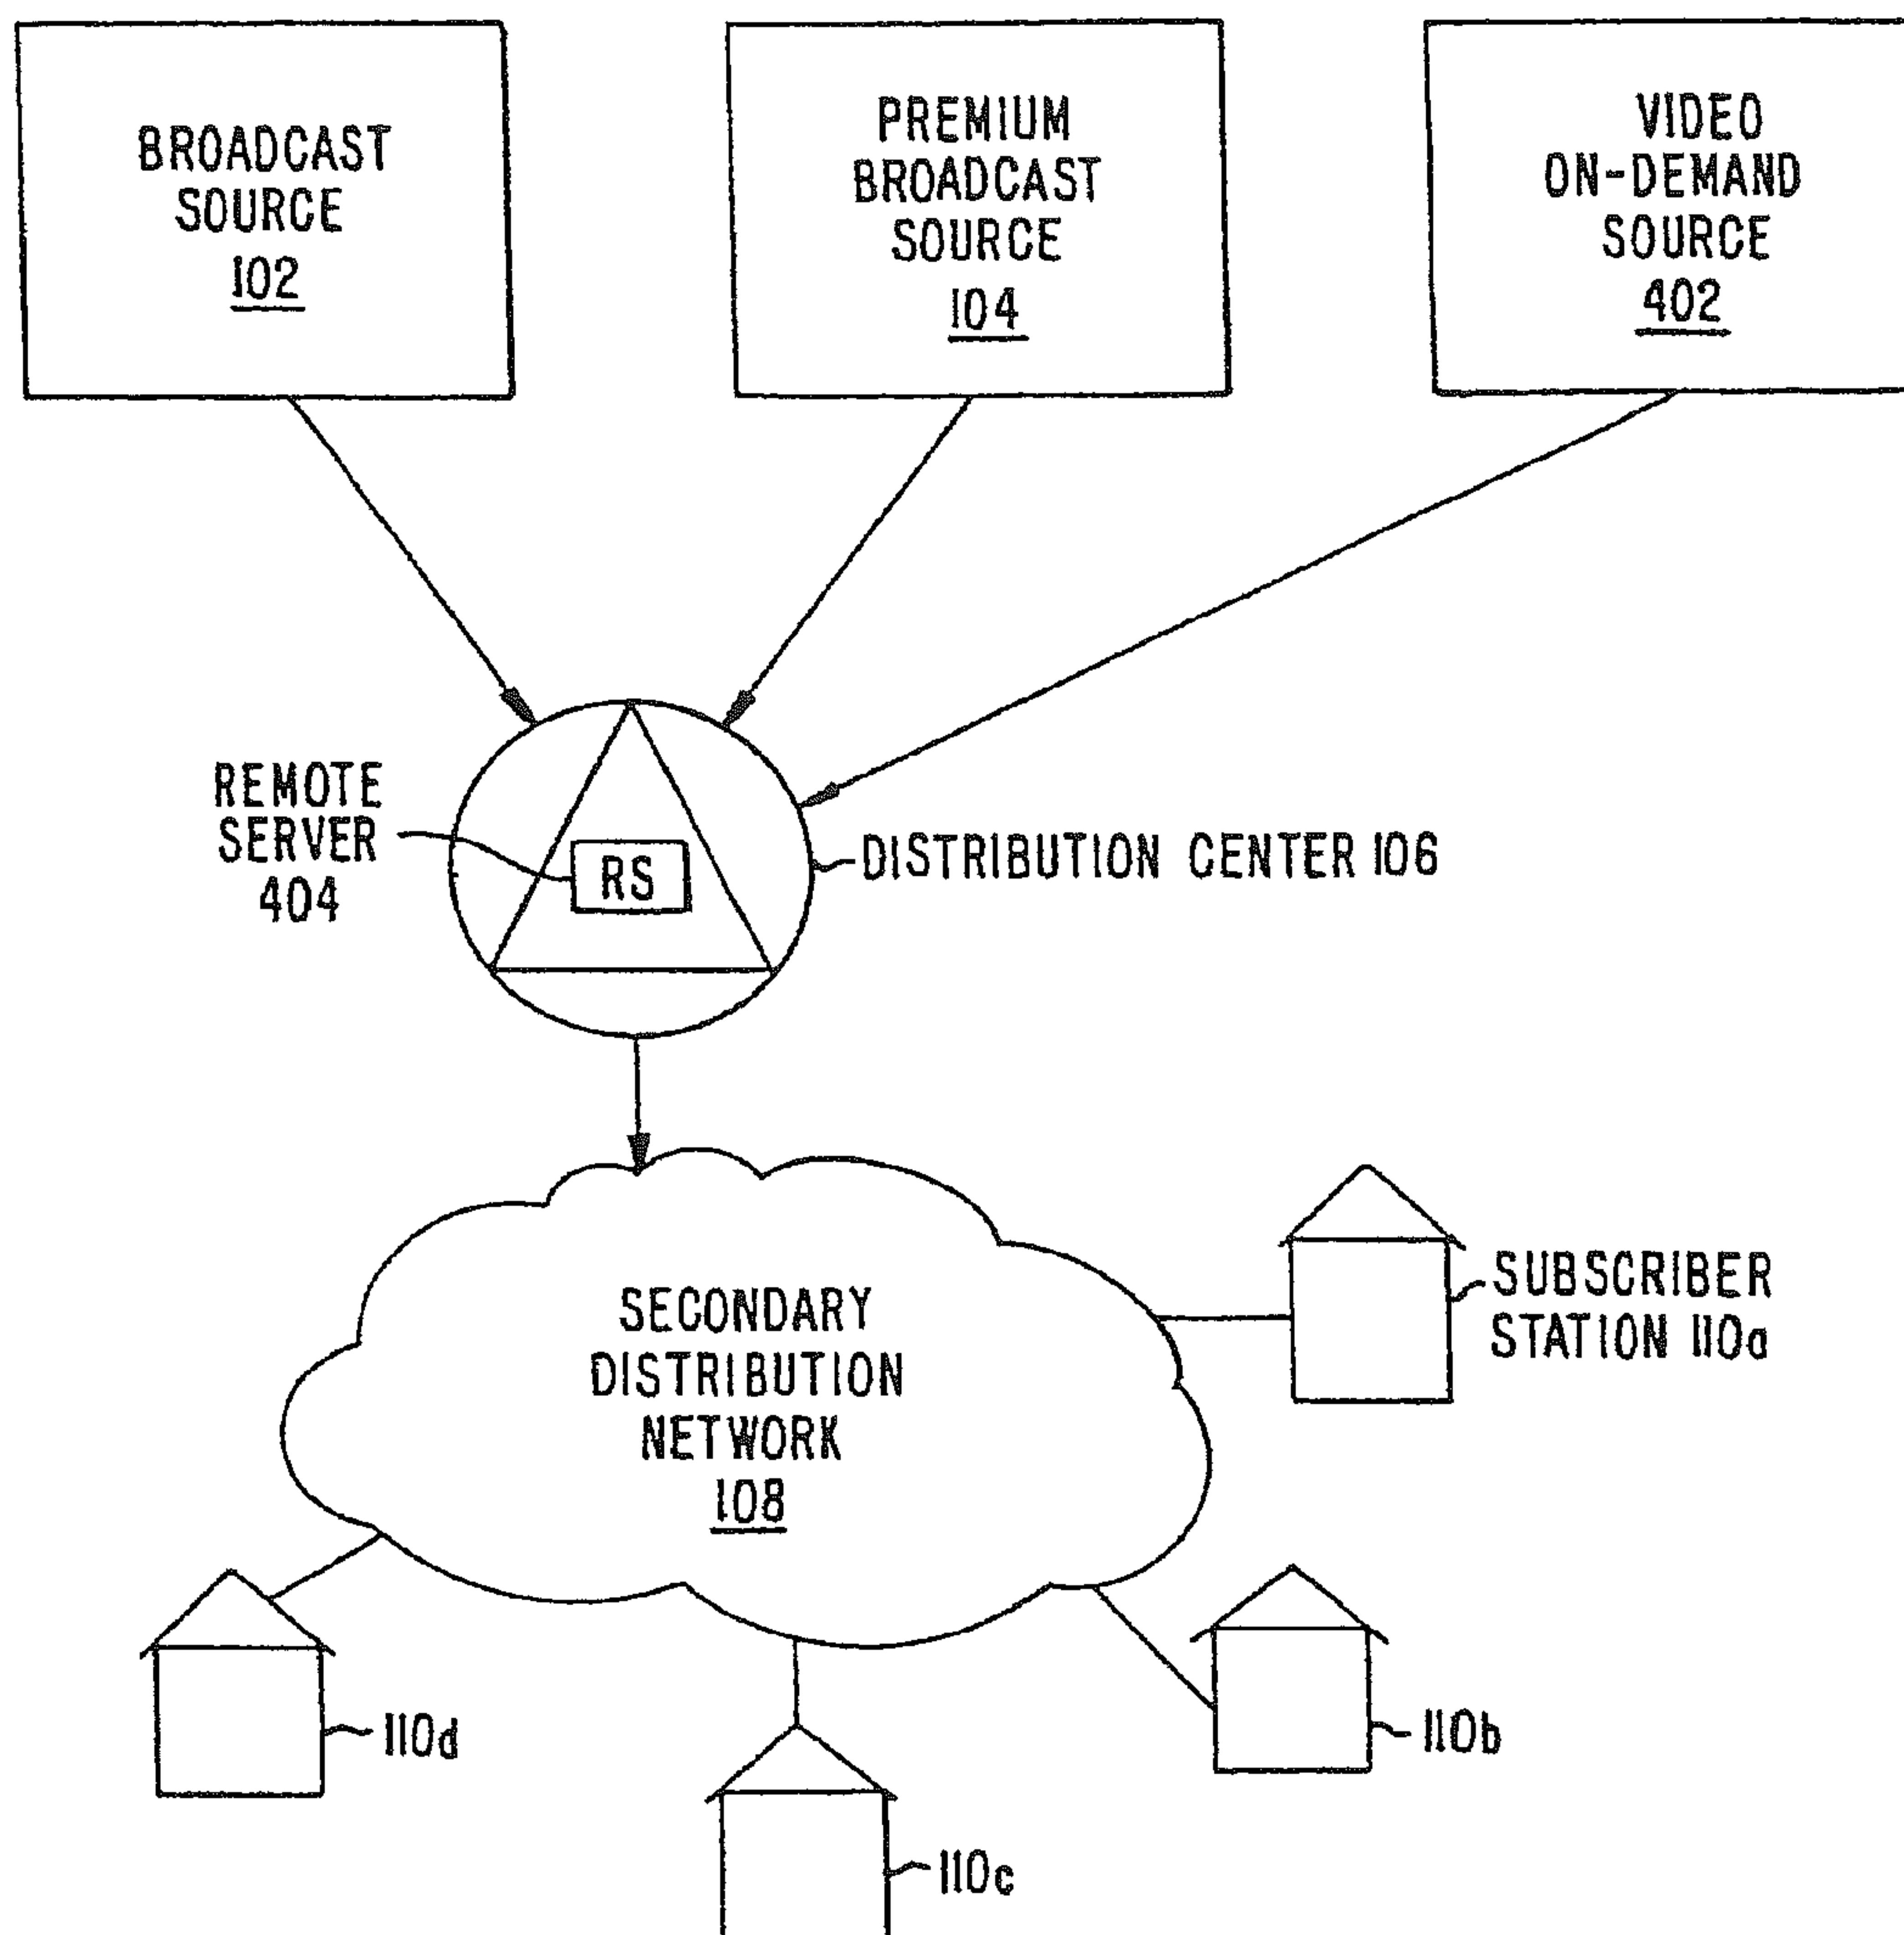 BROADCAST
SOURCE
102
PREMIUM
BROADCAST
SOURCE
104
VIDEO
ON-DEMAND
SOURCE
402
REMOTE
SERVER
404
RS
DISTRIBUTION CENTER 106
SECONDARY
DISTRIBUTION
NETWORK
108
SUBSCRIBER
STATION 110a
110d
110b
110c